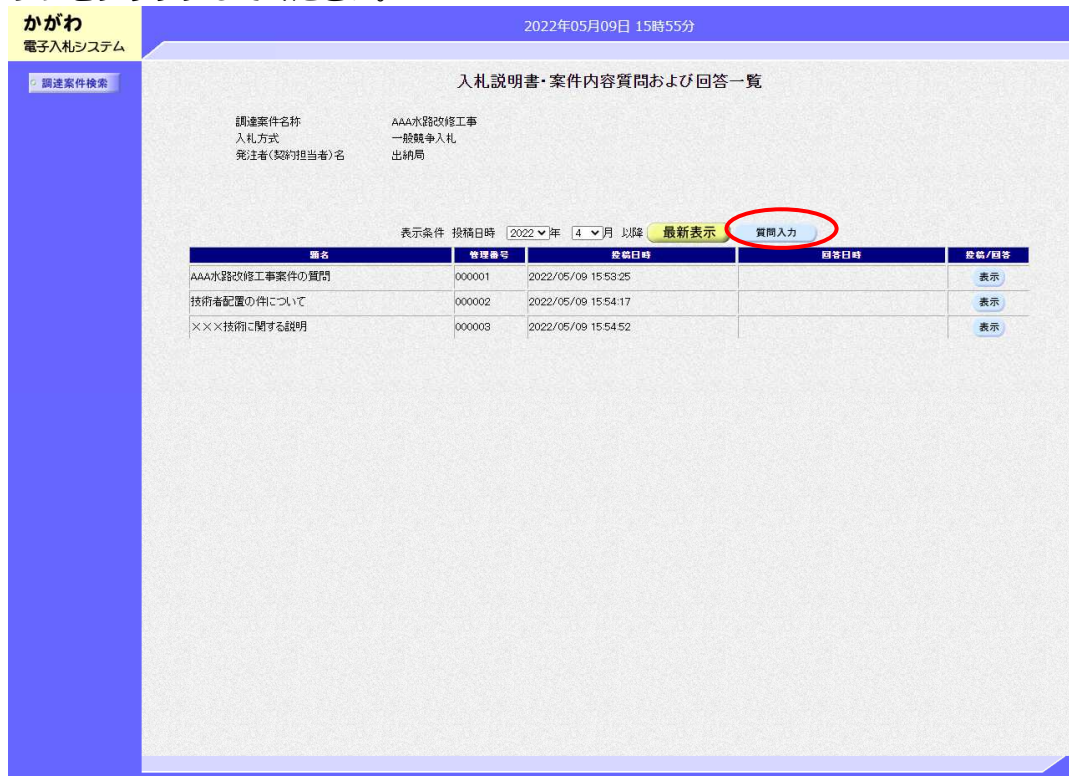 かがわ
電子入札システム
2022年05月09日 15時55分
調達案件検索
入札説明書・案件内容質問および回答一覧
調達案件名称 AAA水路改修工事
入札方式 一般競争入札
発注者(契約担当者)名 出納局
表示条件 投稿日時 2022年 4月 以降 最新表示 質問入力
題名 管理番号 投稿日時 回答日時 投稿/回答
AAA水路改修工事案件の質問 000001 2022/05/09 15:53:25 表示
技術者配置の件について 000002 2022/05/09 15:54:17 表示
×××技術に関する説明 000003 2022/05/09 15:54:52 表示